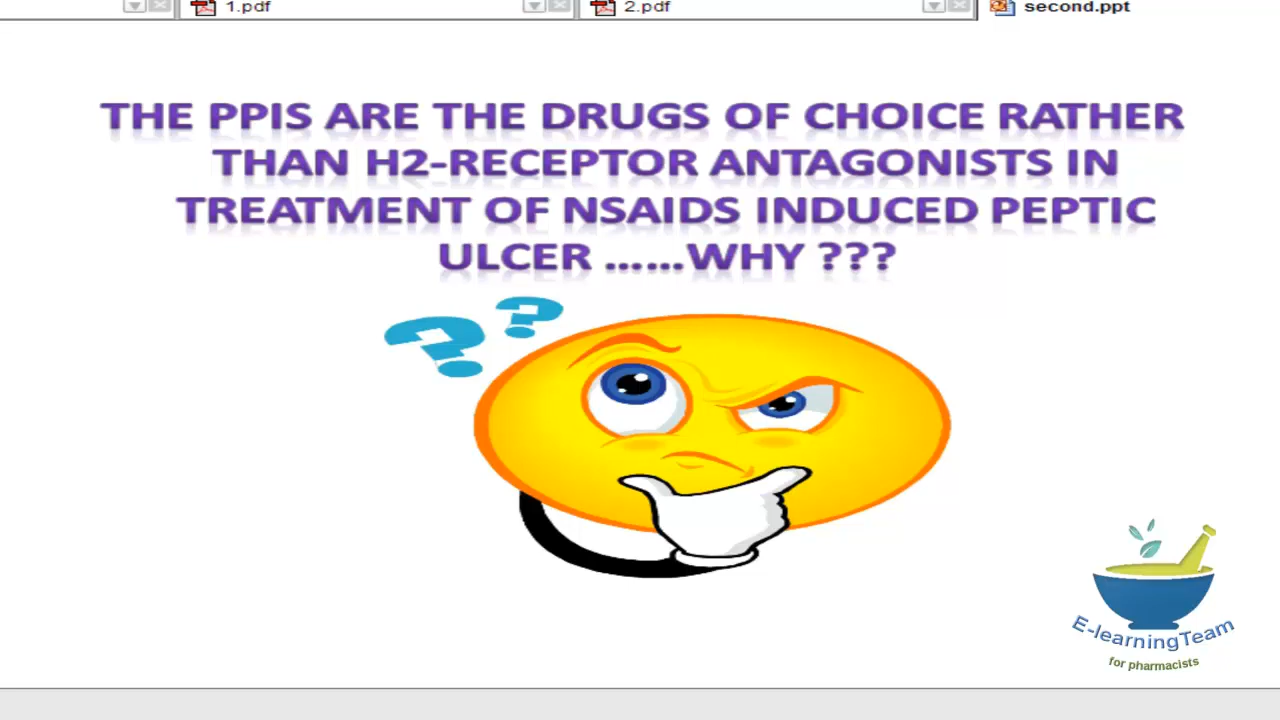 1.pdf
2.pdf
second.ppt
THE PPIS ARE THE DRUGS OF CHOICE RATHER
THAN H2-RECEPTOR ANTAGONISTS IN
TREATMENT OF NSAIDS INDUCED PEPTIC
ULCER ......WHY ???
? ?
E-learningTeam
for pharmacists